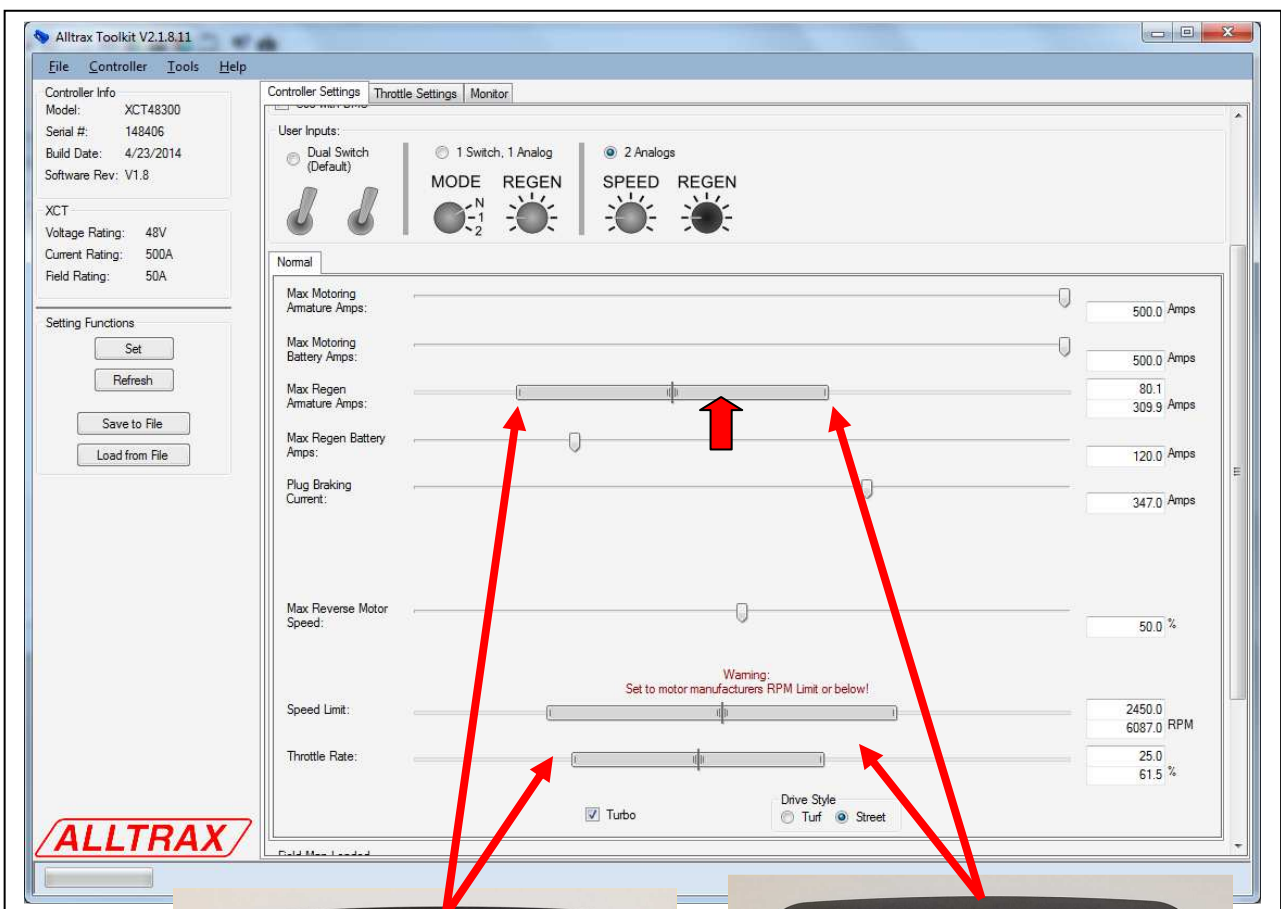 Alltrax Toolkit V2.1.8.11
File Controller Tools Help
Controller Info
Model: XCT48300
Serial #: 148406
Build Date: 4/23/2014
Software Rev: V1.8
XCT
Voltage Rating: 48V
Current Rating: 500A
Field Rating: 50A
Setting Functions
Set
Refresh
Save to File
Load from File
ALLTRAX
Controller Settings Throttle Settings Monitor
User Inputs:
Dual Switch
(Default)
1 Switch, 1 Analog
MODE REGEN
N
1
2
2 Analogs
SPEED REGEN
Normal
Max Motoring
Armature Amps:
500.0 Amps
Max Motoring
Battery Amps:
500.0 Amps
Max Regen
Armature Amps:
80.1
309.9 Amps
Max Regen Battery
Amps:
120.0 Amps
Plug Braking
Current:
347.0 Amps
Max Reverse Motor
Speed:
50.0 %
Warning:
Set to motor manufacturers RPM Limit or below!
Speed Limit:
2450.0
6087.0 RPM
Throttle Rate:
25.0
61.5 %
Turbo
Drive Style
Turf Street